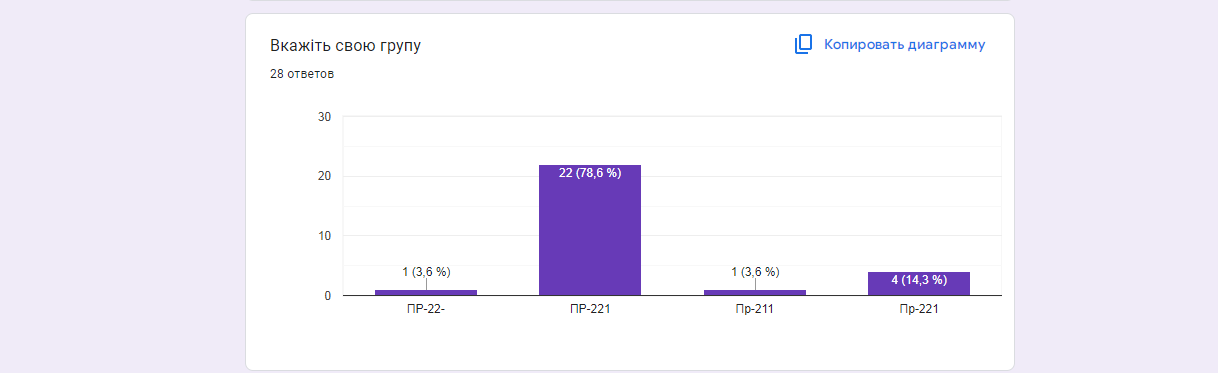 Вкажіть свою групу
Копировать диаграмму
28 ответов
30
20
10
0
1 (3,6 %)
22 (78,6 %)
1 (3,6 %)
4 (14,3 %)
ПР-22-
ПР-221
Пр-211
Пр-221